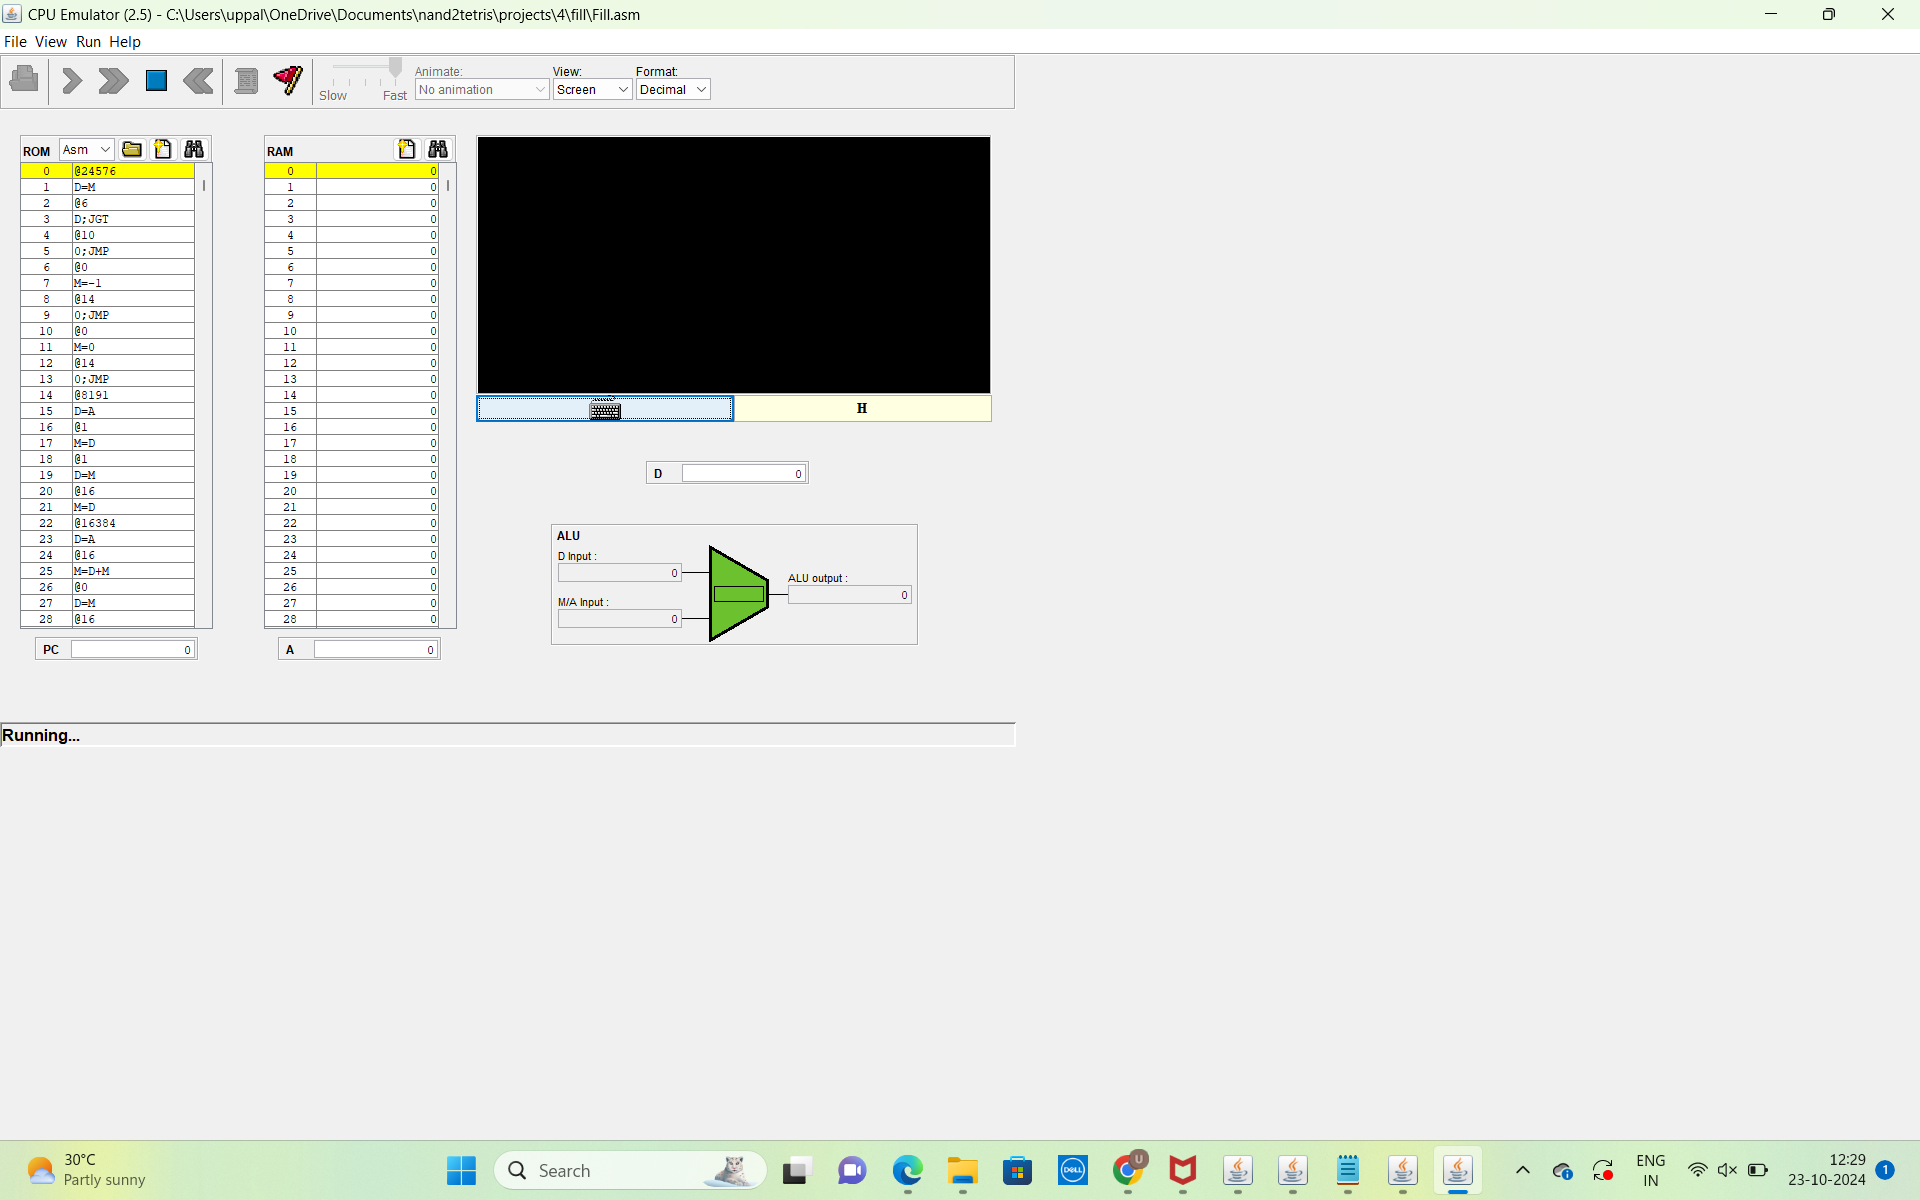 CPU Emulator (2.5) - C:\Users\uppal\OneDrive\Documents\nand2tetris\projects\4\fill\Fill.asm
File View Run Help
Slow Fast
Animate:
No animation
View:
Screen
Format:
Decimal
ROM Asm
0 @24576
1 D=M
2 @6
3 D;JGT
4 @10
5 0;JMP
6 @0
7 M=-1
8 @14
9 0;JMP
10 @0
11 M=0
12 @14
13 0;JMP
14 @8191
15 D=A
16 @1
17 M=D
18 @1
19 D=M
20 @16
21 M=D
22 @16384
23 D=A
24 @16
25 M=D+M
26 @0
27 D=M
28 @16
PC 0
RAM
0 0
1 0
2 0
3 0
4 0
5 0
6 0
7 0
8 0
9 0
10 0
11 0
12 0
13 0
14 0
15 0
16 0
17 0
18 0
19 0
20 0
21 0
22 0
23 0
24 0
25 0
26 0
27 0
28 0
A 0
H
D 0
ALU
D Input :
0
M/A Input :
0
ALU output :
0
Running...
30°C
Partly sunny
Search
DELL
U
ENG
IN
12:29
23-10-2024
1